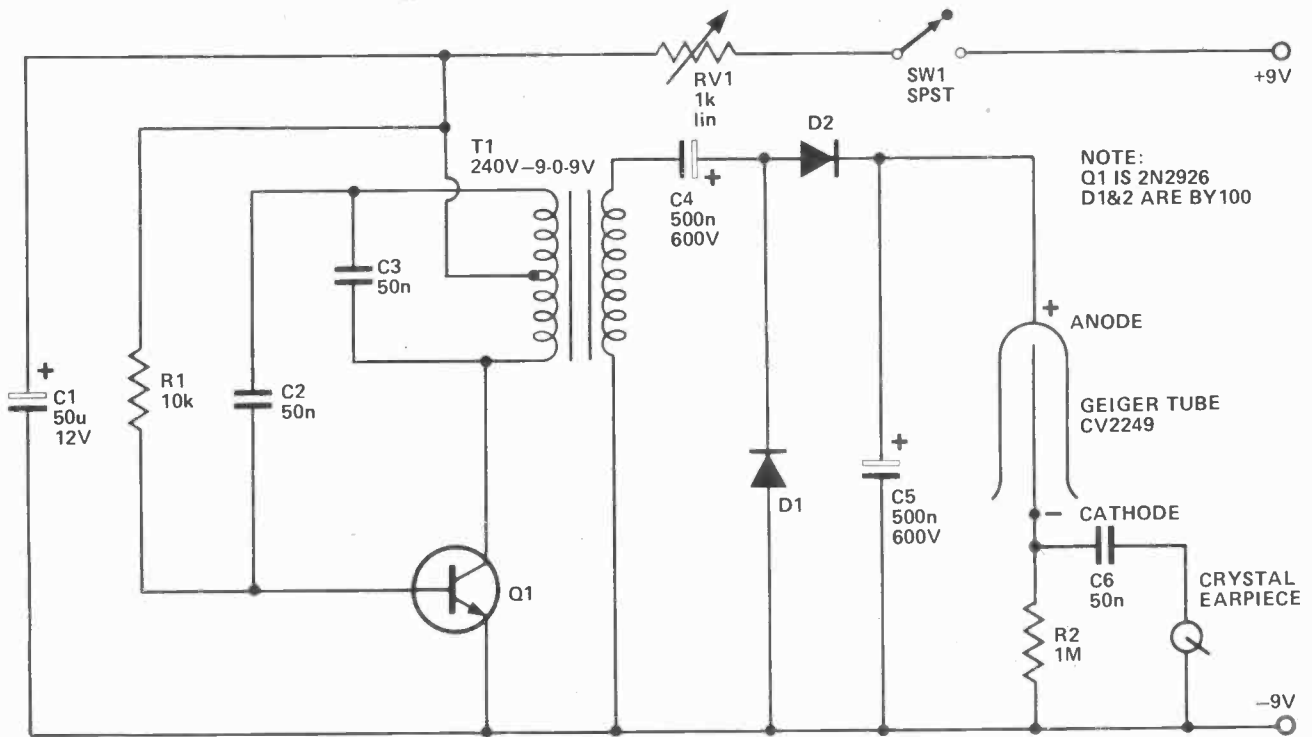 RV1
1k
lin
SW1
SPST
+9V
T1
240V–9-0-9V
D2
NOTE:
Q1 IS 2N2926
D1&2 ARE BY100
+
C4
500n
600V
C3
50n
+
ANODE
+
C1
50u
12V
R1
10k
C2
50n
GEIGER TUBE
CV2249
+
C5
500n
600V
D1
– CATHODE
C6
50n
CRYSTAL
EARPIECE
Q1
R2
1M
–9V